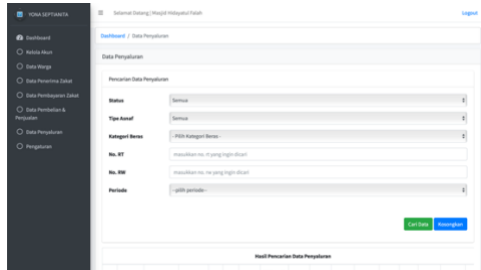 YONA SEPTIANITA
Selamat Datang | Masjid Hidayatul Falah
Logout
Dashboard
Kelola Akun
Data Warga
Data Penerima Zakat
Data Pembayaran Zakat
Data Pembelian &
Penjualan
Data Penyaluran
Pengaturan
Dashboard / Data Penyaluran
Data Penyaluran
Pencarian Data Penyaluran
Status
Semua
Tipe Asnaf
Semua
Kategori Beras
- Pilih Kategori Beras -
No. RT
masukkan no. rt yang ingin dicari
No. RW
masukkan no. rw yang ingin dicari
Periode
--pilih periode--
Cari Data
Kosongkan
Hasil Pencarian Data Penyaluran